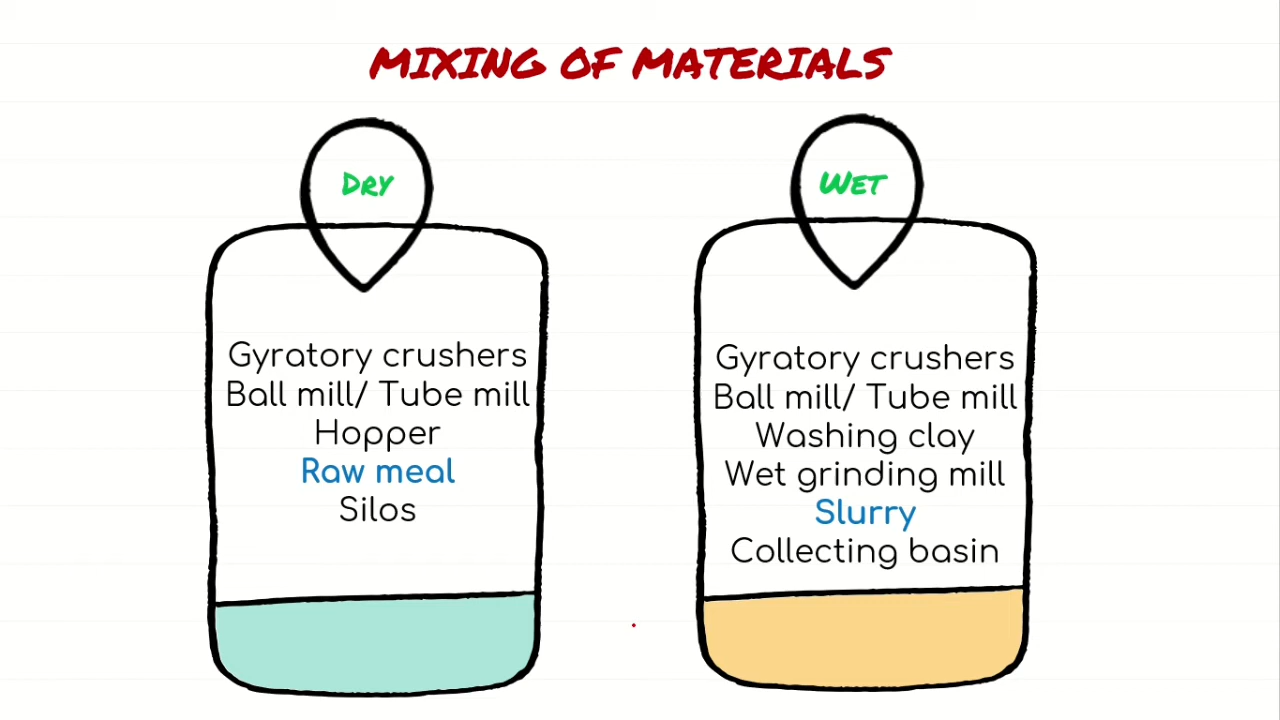 MIXING OF MATERIALS
DRY
Gyratory crushers
Ball mill/ Tube mill
Hopper
Raw meal
Silos
WET
Gyratory crushers
Ball mill/ Tube mill
Washing clay
Wet grinding mill
Slurry
Collecting basin